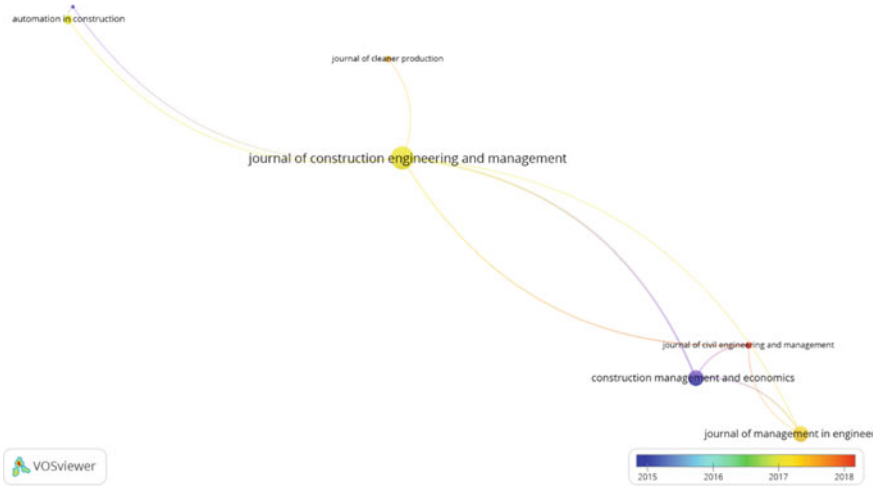 automation in construction
journal of cleaner production
journal of construction engineering and management
journal of civil engineering and management
construction management and economics
journal of management in engineer
VOSviewer
2015 2016 2017 2018